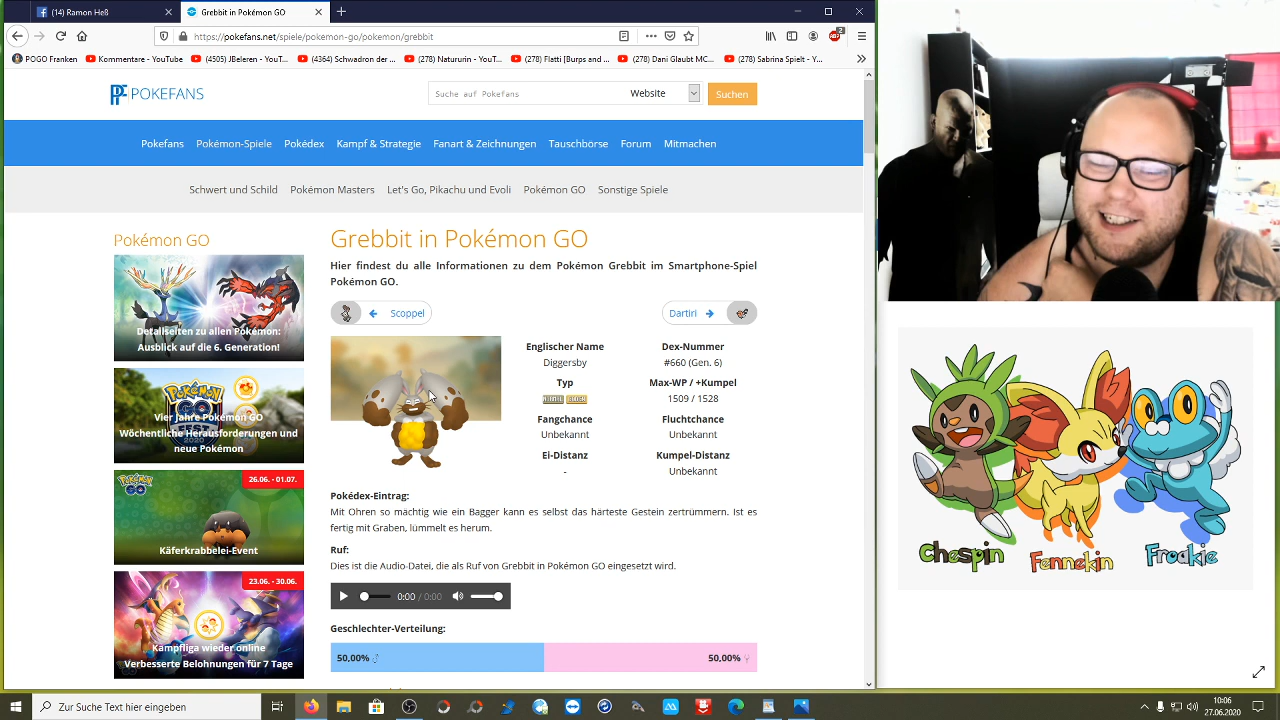 (14) Ramon Heß
Grebbit in Pokémon GO
https://pokefans.net/spiele/pokemon-go/pokemon/grebbit
POGO Franken
Kommentare - YouTube
(4505) JBeleren - YouT...
(4364) Schwadron der ...
(278) Natururin - YouT...
(278) Flatti [Burps and ...
(278) Dani Glaubt MC...
(278) Sabrina Spielt - Y...
POKEFANS
Suche auf Pokefans
Website
Suchen
Pokefans Pokémon-Spiele Pokédex Kampf & Strategie Fanart & Zeichnungen Tauschbörse Forum Mitmachen
Schwert und Schild Pokémon Masters Let's Go, Pikachu und Evoli Pokémon GO Sonstige Spiele
Pokémon GO
Detailseiten zu allen Pokémon:
Ausblick auf die 6. Generation!
Vier Jahre Pokémon GO
Wöchentliche Herausforderungen und
neue Pokémon
26.06. - 01.07.
Käferkrabbelei-Event
23.06. - 30.06.
Kampfliga wieder online
Verbesserte Belohnungen für 7 Tage
Grebbit in Pokémon GO
Hier findest du alle Informationen zu dem Pokémon Grebbit im Smartphone-Spiel
Pokémon GO.
Scoppel
Dartiri
Englischer Name
Diggersby
Dex-Nummer
#660 (Gen. 6)
Typ
Max-WP / +Kumpel
1509 / 1528
Fangchance
Unbekannt
Fluchtchance
Unbekannt
Ei-Distanz
-
Kumpel-Distanz
Unbekannt
Pokédex-Eintrag:
Mit Ohren so mächtig wie ein Bagger kann es selbst das härteste Gestein zertrümmern. Ist es
fertig mit Graben, lümmelt es herum.
Ruf:
Dies ist die Audio-Datei, die als Ruf von Grebbit in Pokémon GO eingesetzt wird.
0:00 / 0:00
Geschlechter-Verteilung:
50,00%
50,00%
Chespin
Fennekin
Froakie
Zur Suche Text hier eingeben
10:06
27.06.2020